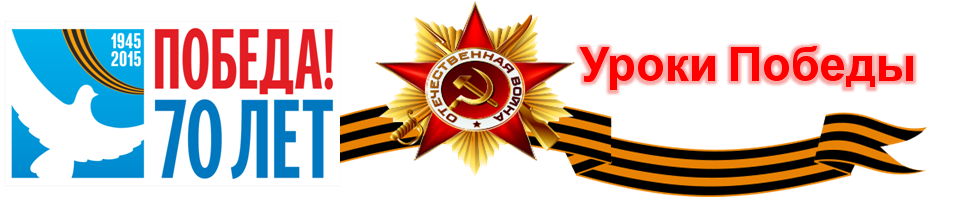 1945
2015
ПОБЕДА!
70 ЛЕТ
ОТЕЧЕСТВЕННАЯ ВОЙНА
Уроки Победы